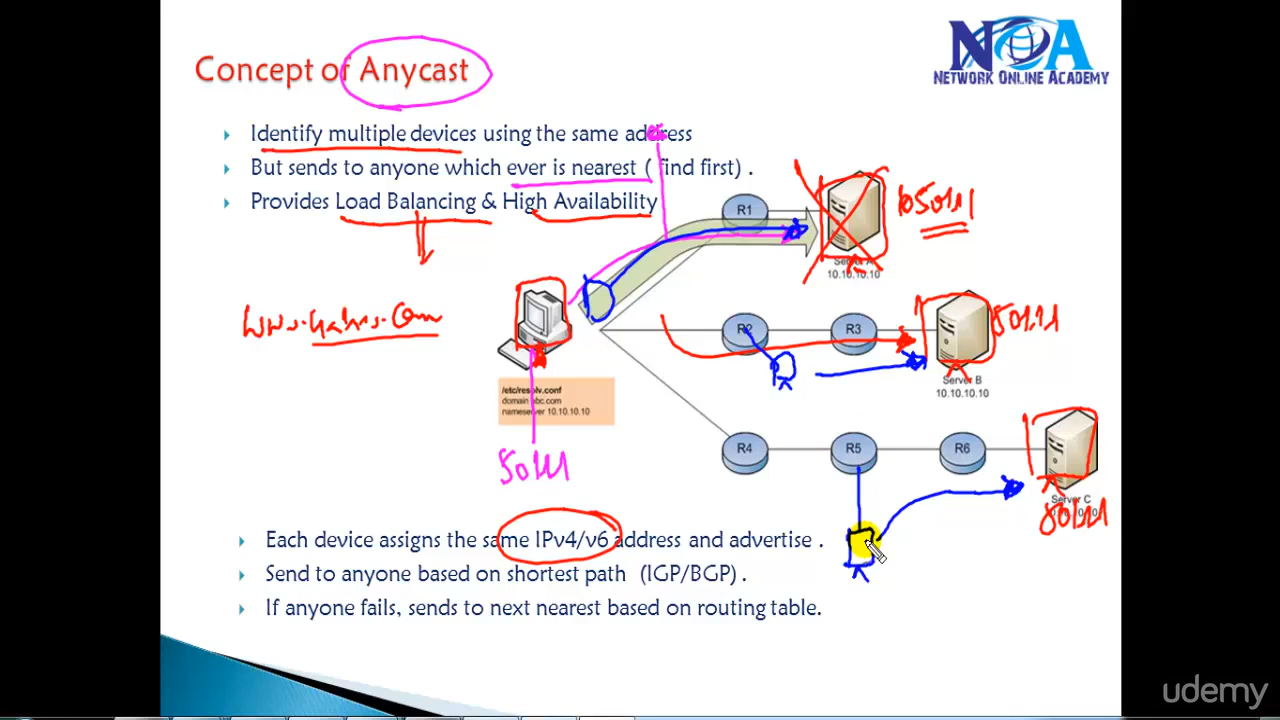 Concept of Anycast
NOA
NETWORK ONLINE ACADEMY
Identify multiple devices using the same address
But sends to anyone which ever is nearest ( find first) .
Provides Load Balancing & High Availability
R1
Server A
10.10.10.10
R2
R3
Server B
10.10.10.10
/etc/resolv.conf
domain abc.com
nameserver 10.10.10.10
R4
R5
R6
Server C
Each device assigns the same IPv4/v6 address and advertise .
Send to anyone based on shortest path (IGP/BGP) .
If anyone fails, sends to next nearest based on routing table.
udemy